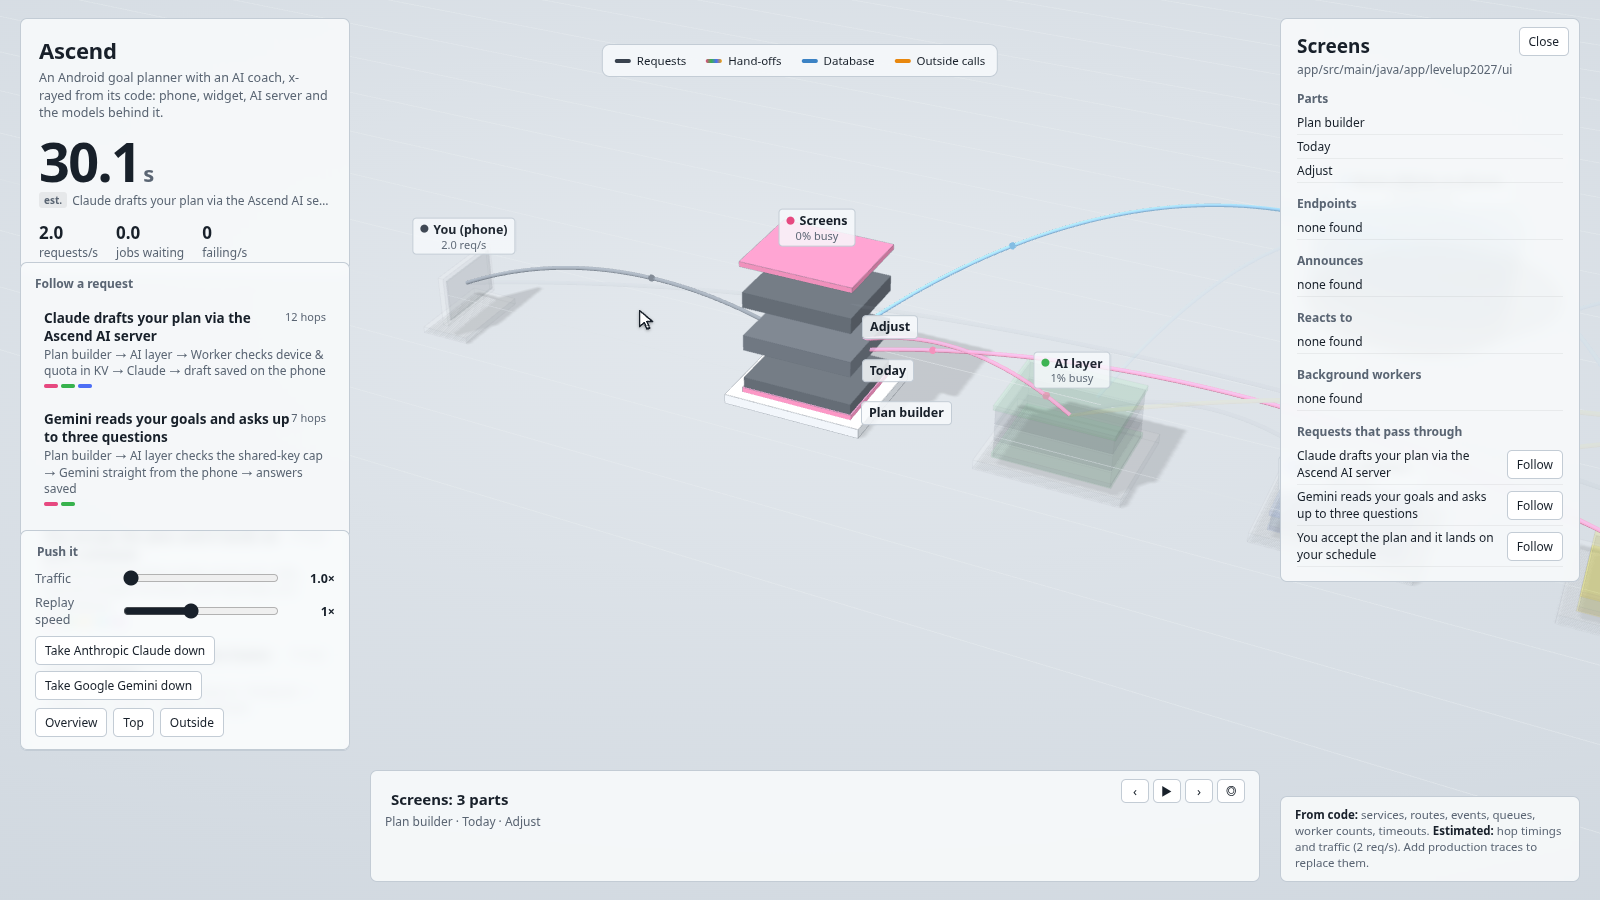 Ascend
An Android goal planner with an AI coach, x-
rayed from its code: phone, widget, AI server and
the models behind it.
30.1 s
est. Claude drafts your plan via the Ascend AI se…
2.0 0.0 0
requests/s jobs waiting failing/s
Follow a request
Claude drafts your plan via the 12 hops
Ascend AI server
Plan builder → AI layer → Worker checks device &
quota in KV → Claude → draft saved on the phone
Gemini reads your goals and asks up 7 hops
to three questions
Plan builder → AI layer checks the shared-key cap
→ Gemini straight from the phone → answers
saved
Push it
Traffic 1.0×
Replay
speed 1×
Take Anthropic Claude down
Take Google Gemini down
Overview Top Outside
Requests Hand-offs Database Outside calls
You (phone)
2.0 req/s
Screens
0% busy
Adjust
Today
Plan builder
AI layer
1% busy
Screens: 3 parts
Plan builder · Today · Adjust
‹ ▶ › ◎
Screens Close
app/src/main/java/app/levelup2027/ui
Parts
Plan builder
Today
Adjust
Endpoints
none found
Announces
none found
Reacts to
none found
Background workers
none found
Requests that pass through
Claude drafts your plan via the
Ascend AI server Follow
Gemini reads your goals and asks
up to three questions Follow
You accept the plan and it lands on
your schedule Follow
From code: services, routes, events, queues,
worker counts, timeouts. Estimated: hop timings
and traffic (2 req/s). Add production traces to
replace them.